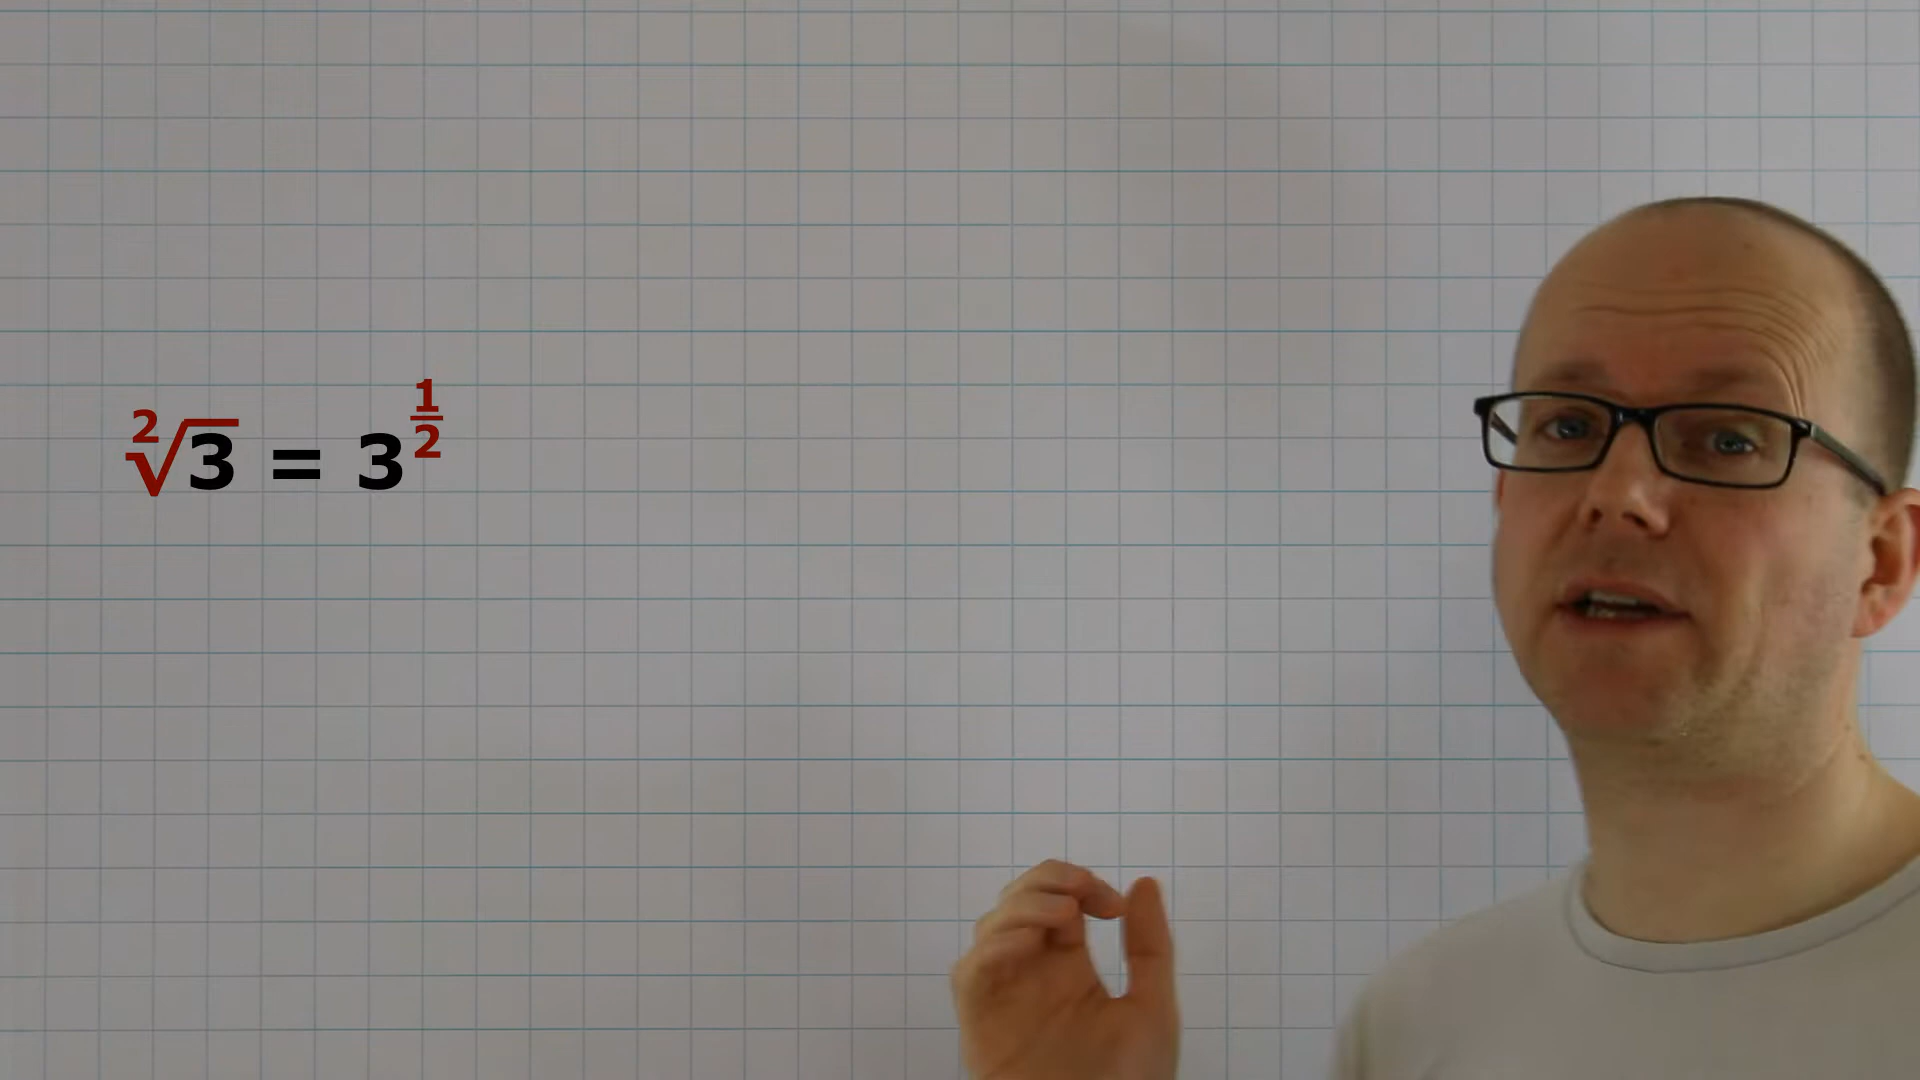 ²√3 = 3^(1/2)